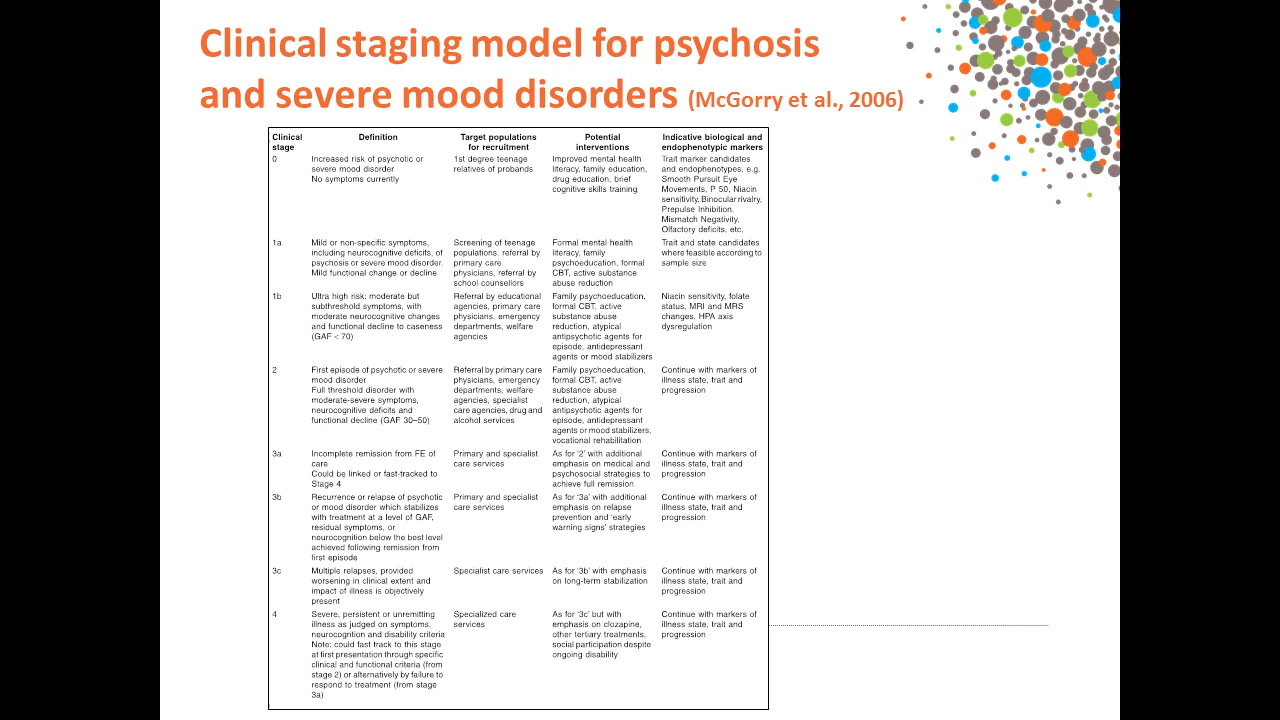 Clinical staging model for psychosis
and severe mood disorders (McGorry et al., 2006)
Clinical stage
Definition
Target populations for recruitment
Potential interventions
Indicative biological and endophenotypic markers
0
Increased risk of psychotic or
severe mood disorder
No symptoms currently
1st degree teenage
relatives of probands
Improved mental health
literacy, family education,
drug education, brief
cognitive skills training
Trait marker candidates
and endophenotypes, e.g.
Smooth Pursuit Eye
Movements, P 50, Niacin
sensitivity, Binocular rivalry,
Prepulse Inhibition,
Mismatch Negativity,
Olfactory deficits, etc.
1a
Mild or non-specific symptoms,
including neurocognitive deficits, of
psychosis or severe mood disorder.
Mild functional change or decline
Screening of teenage
populations, referral by
primary care
physicians, referral by
school counsellors
Formal mental health
literacy, family
psychoeducation, formal
CBT, active substance
abuse reduction
Trait and state candidates
where feasible according to
sample size
1b
Ultra high risk: moderate but
subthreshold symptoms, with
moderate neurocognitive changes
and functional decline to caseness
(GAF < 70)
Referral by educational
agencies, primary care
physicians, emergency
departments, welfare
agencies
Family psychoeducation,
formal CBT, active
substance abuse
reduction, atypical
antipsychotic agents for
episode, antidepressant
agents or mood stabilizers
Niacin sensitivity, folate
status, MRI and MRS
changes, HPA axis
dysregulation
2
First episode of psychotic or severe
mood disorder
Full threshold disorder with
moderate-severe symptoms,
neurocognitive deficits and
functional decline (GAF 30–50)
Referral by primary care
physicians, emergency
departments, welfare
agencies, specialist
care agencies, drug and
alcohol services
Family psychoeducation,
formal CBT, active
substance abuse
reduction, atypical
antipsychotic agents for
episode, antidepressant
agents or mood stabilizers,
vocational rehabilitation
Continue with markers of
illness state, trait and
progression
3a
Incomplete remission from FE of
care
Could be linked or fast-tracked to
Stage 4
Primary and specialist
care services
As for '2' with additional
emphasis on medical and
psychosocial strategies to
achieve full remission
Continue with markers of
illness state, trait and
progression
3b
Recurrence or relapse of psychotic
or mood disorder which stabilizes
with treatment at a level of GAF,
residual symptoms, or
neurocognition below the best level
achieved following remission from
first episode
Primary and specialist
care services
As for '3a' with additional
emphasis on relapse
prevention and 'early
warning signs' strategies
Continue with markers of
illness state, trait and
progression
3c
Multiple relapses, provided
worsening in clinical extent and
impact of illness is objectively
present
Specialist care services
As for '3b' with emphasis
on long-term stabilization
Continue with markers of
illness state, trait and
progression
4
Severe, persistent or unremitting
illness as judged on symptoms,
neurocogntion and disability criteria
Note: could fast track to this stage
at first presentation through specific
clinical and functional criteria (from
stage 2) or alternatively by failure to
respond to treatment (from stage
3a)
Specialized care
services
As for '3c' but with
emphasis on clozapine,
other tertiary treatments,
social participation despite
ongoing disability
Continue with markers of
illness state, trait and
progression